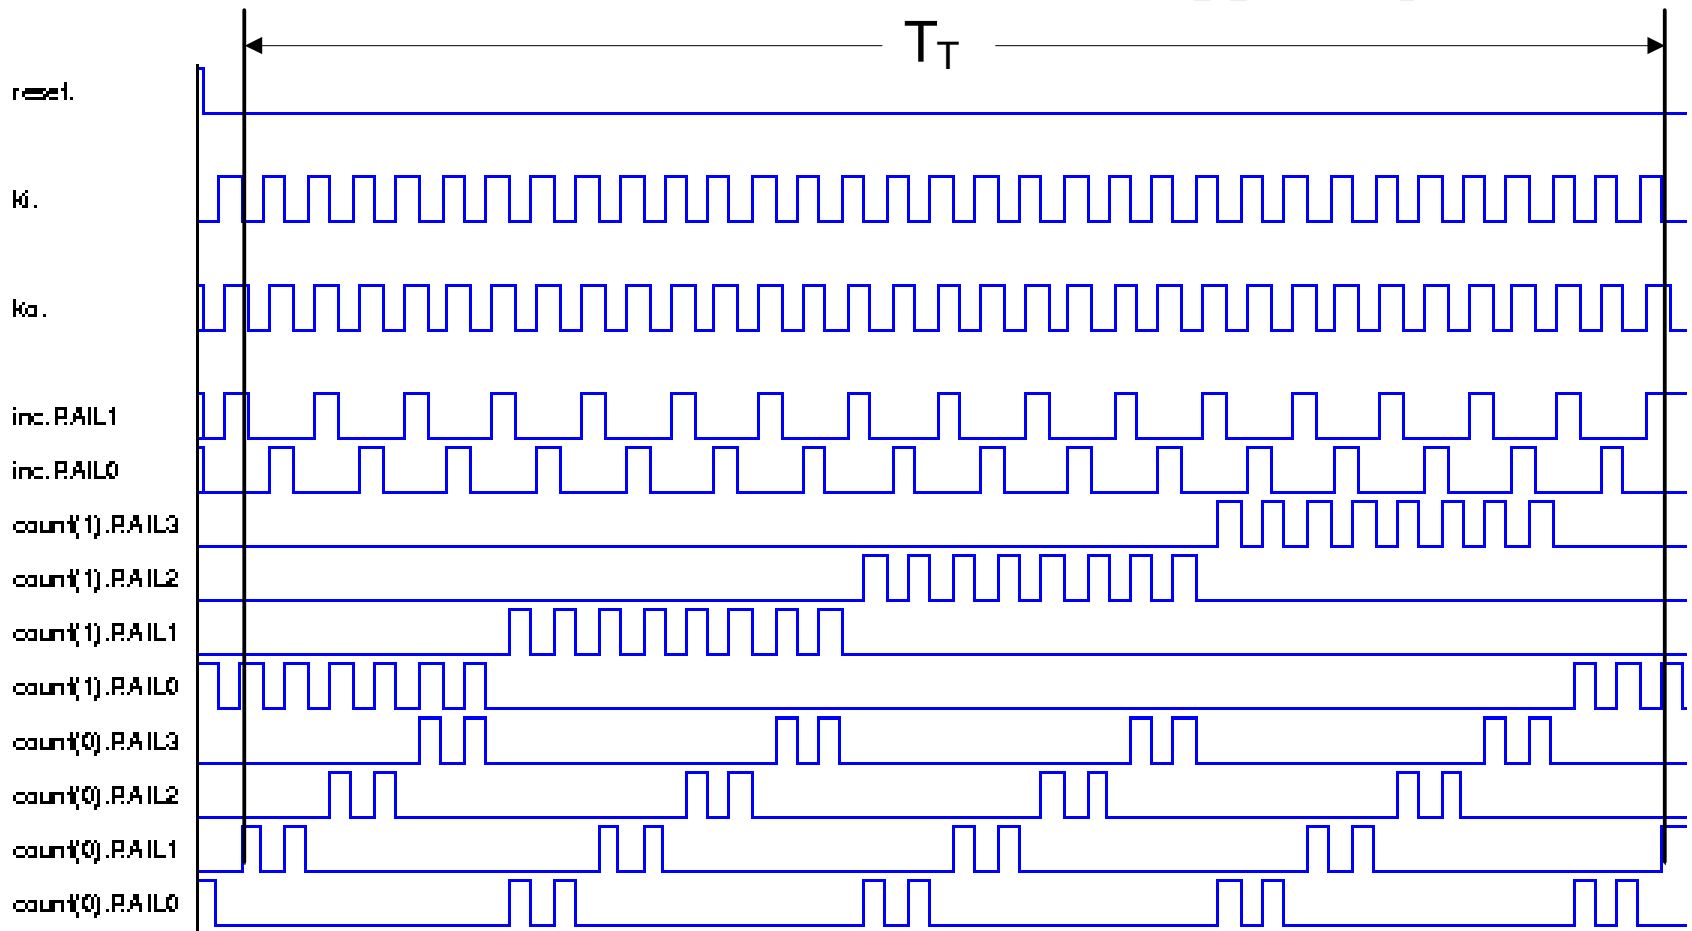 T_T
reset.
ki.
ko.
inc.RAIL1
inc.RAIL0
count(1).RAIL3
count(1).RAIL2
count(1).RAIL1
count(1).RAIL0
count(0).RAIL3
count(0).RAIL2
count(0).RAIL1
count(0).RAIL0